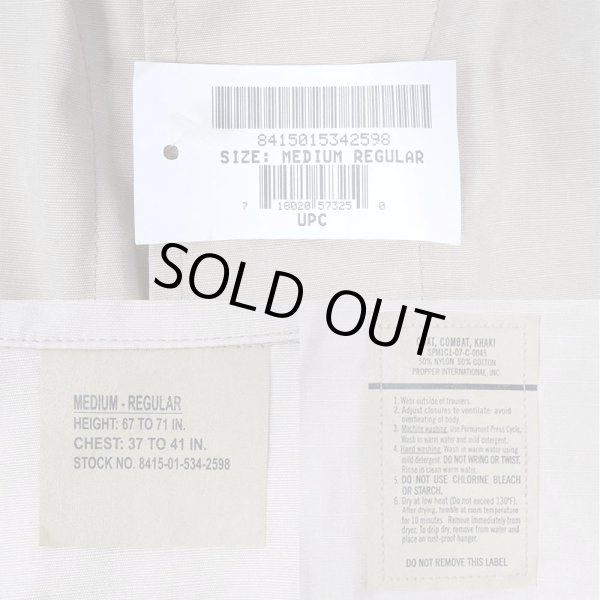 8415015342598
SIZE: MEDIUM REGULAR
7 18020 57325 0
UPC
SOLD OUT
MEDIUM - REGULAR
HEIGHT: 67 TO 71 IN.
CHEST: 37 TO 41 IN.
STOCK NO. 8415-01-534-2598
COAT, COMBAT, KHAKI
SPM1C1-07-C-0045
50% NYLON 50% COTTON
PROPPER INTERNATIONAL, INC.
1. Wear outside of trousers.
2. Adjust closures to ventilate: avoid
overheating of body.
3. Machine washing. Use Permanent Press Cycle,
Wash in warm water and mild detergent.
4. Hand washing. Wash in warm water using
mild detergent. DO NOT WRING OR TWIST.
Rinse in clean warm water.
5. DO NOT USE CHLORINE BLEACH
OR STARCH.
6. Dry at low heat (Do not exceed 130°F).
After drying, tumble at room temperature
for 10 minutes. Remove immediately from
dryer. To drip dry, remove from water and
place on rust-proof hanger.
DO NOT REMOVE THIS LABEL